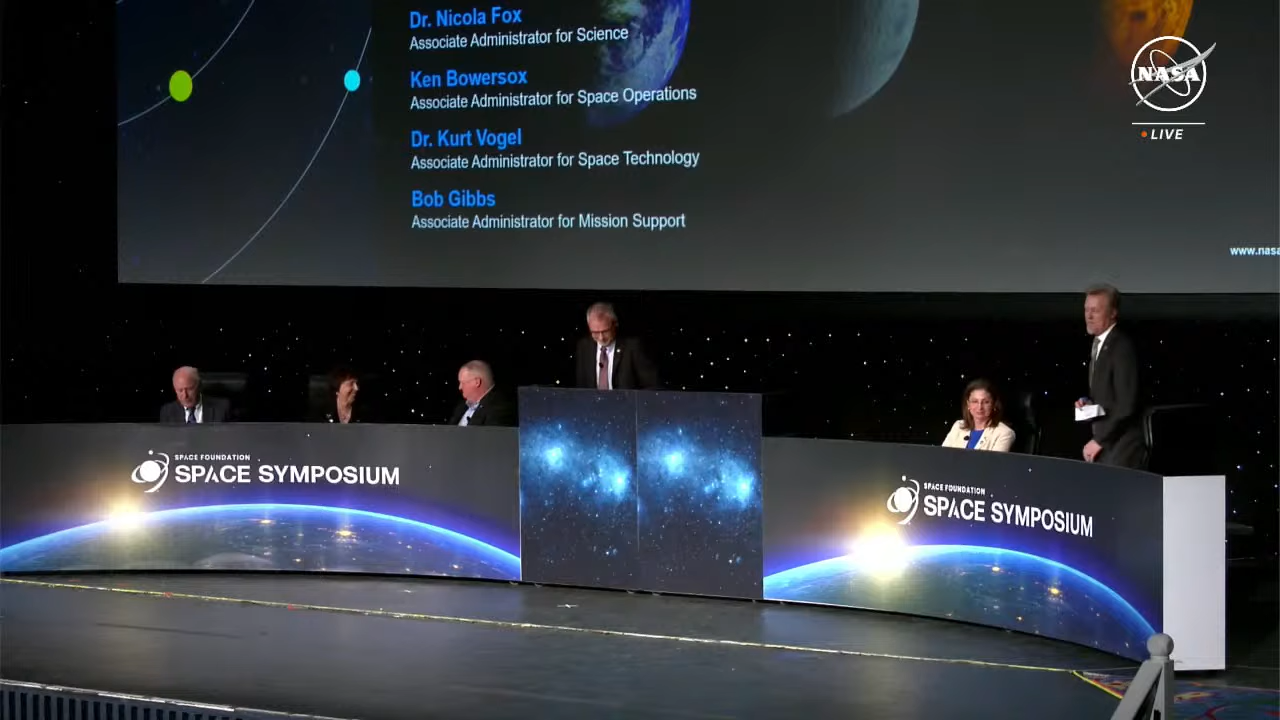 Dr. Nicola Fox
Associate Administrator for Science
Ken Bowersox
Associate Administrator for Space Operations
Dr. Kurt Vogel
Associate Administrator for Space Technology
Bob Gibbs
Associate Administrator for Mission Support
NASA
LIVE
www.nasa
SPACE FOUNDATION
SPACE SYMPOSIUM
SPACE FOUNDATION
SPACE SYMPOSIUM